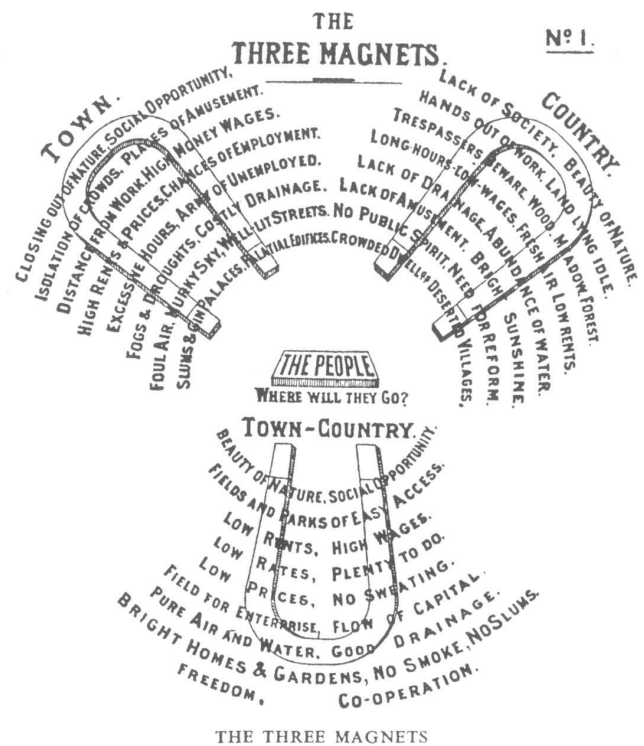 THE
THREE MAGNETS.
Nº 1.
TOWN.
CLOSING OUT OF NATURE. SOCIAL OPPORTUNITY.
ISOLATION OF CROWDS. PLACES OF AMUSEMENT.
DISTANCE FROM WORK. HIGH MONEY WAGES.
HIGH RENTS & PRICES. CHANCES OF EMPLOYMENT.
EXCESSIVE HOURS. ARMY OF UNEMPLOYED.
FOGS & DROUGHTS. COSTLY DRAINAGE.
FOUL AIR. MURKY SKY. WELL-LIT STREETS.
SLUMS & GIN PALACES. PALATIAL EDIFICES.
COUNTRY.
LACK OF SOCIETY. BEAUTY OF NATURE.
HANDS OUT OF WORK. LAND LYING IDLE.
TRESPASSERS BEWARE. WOOD, MEADOW, FOREST.
LONG HOURS-LOW WAGES. FRESH AIR LOW RENTS.
LACK OF DRAINAGE. ABUNDANCE OF WATER.
LACK OF AMUSEMENT. BRIGHT SUNSHINE.
NO PUBLIC SPIRIT. NEED FOR REFORM.
CROWDED DWELLGS DESERTED VILLAGES.
THE PEOPLE
WHERE WILL THEY GO?
TOWN-COUNTRY.
BEAUTY OF NATURE. SOCIAL OPPORTUNITY.
FIELDS AND PARKS OF EASY ACCESS.
LOW RENTS, HIGH WAGES.
LOW RATES, PLENTY TO DO.
LOW PRICES, NO SWEATING.
FIELD FOR ENTERPRISE, FLOW OF CAPITAL.
PURE AIR AND WATER. GOOD DRAINAGE.
BRIGHT HOMES & GARDENS, NO SMOKE, NO SLUMS.
FREEDOM, CO-OPERATION.
THE THREE MAGNETS